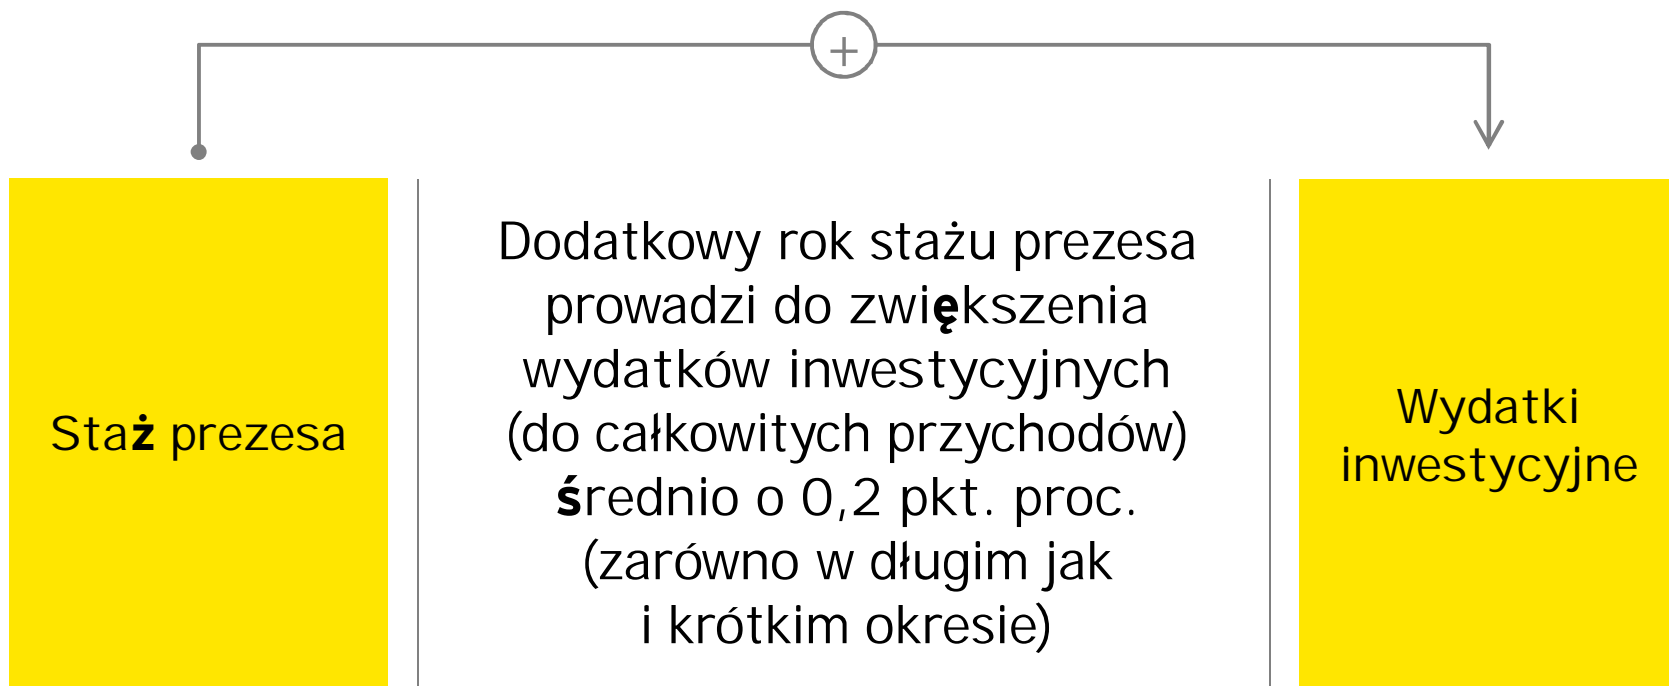 +
Staż prezesa
Dodatkowy rok stażu prezesa
prowadzi do zwiększenia
wydatków inwestycyjnych
(do całkowitych przychodów)
średnio o 0,2 pkt. proc.
(zarówno w długim jak
i krótkim okresie)
Wydatki
inwestycyjne